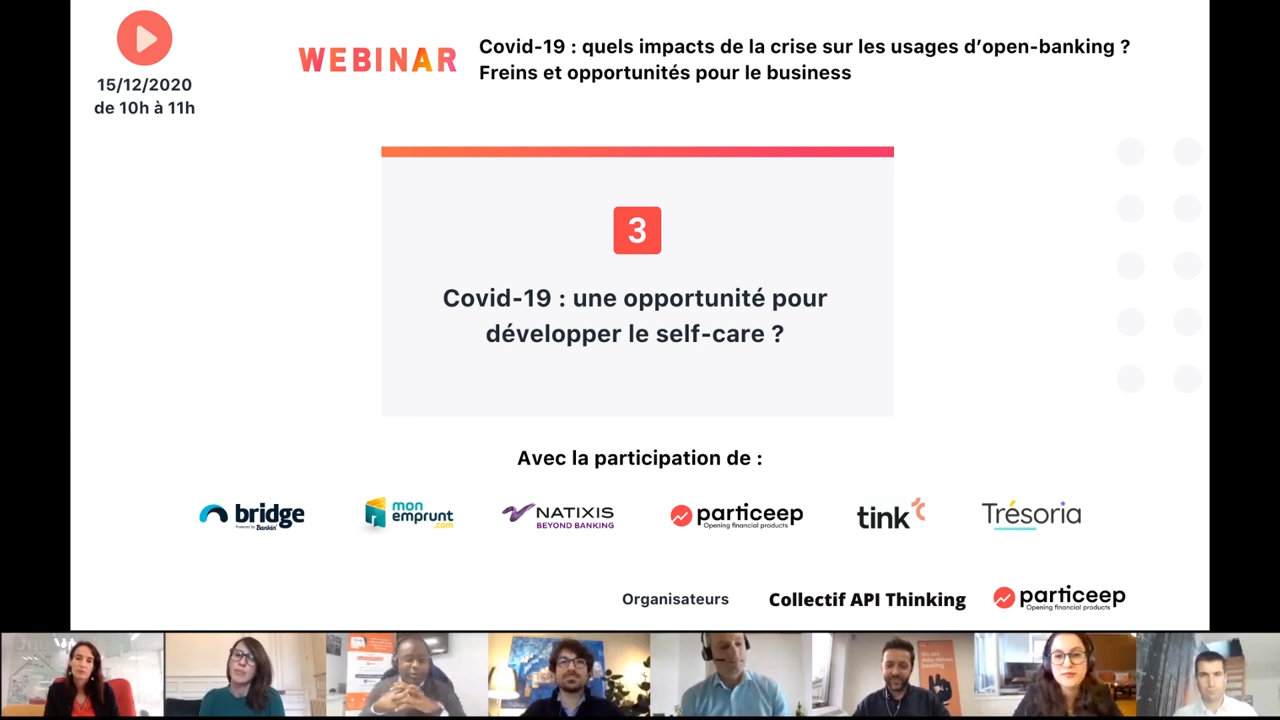 15/12/2020
de 10h à 11h
WEBINAR
Covid-19 : quels impacts de la crise sur les usages d'open-banking ?
Freins et opportunités pour le business
3
Covid-19 : une opportunité pour
développer le self-care ?
Avec la participation de :
bridge
Powered by Bankin'
mon
emprunt
.com
NATIXIS
BEYOND BANKING
particeep
Opening financial products
tink
Trésoria
Organisateurs
Collectif API Thinking
particeep
Opening financial products